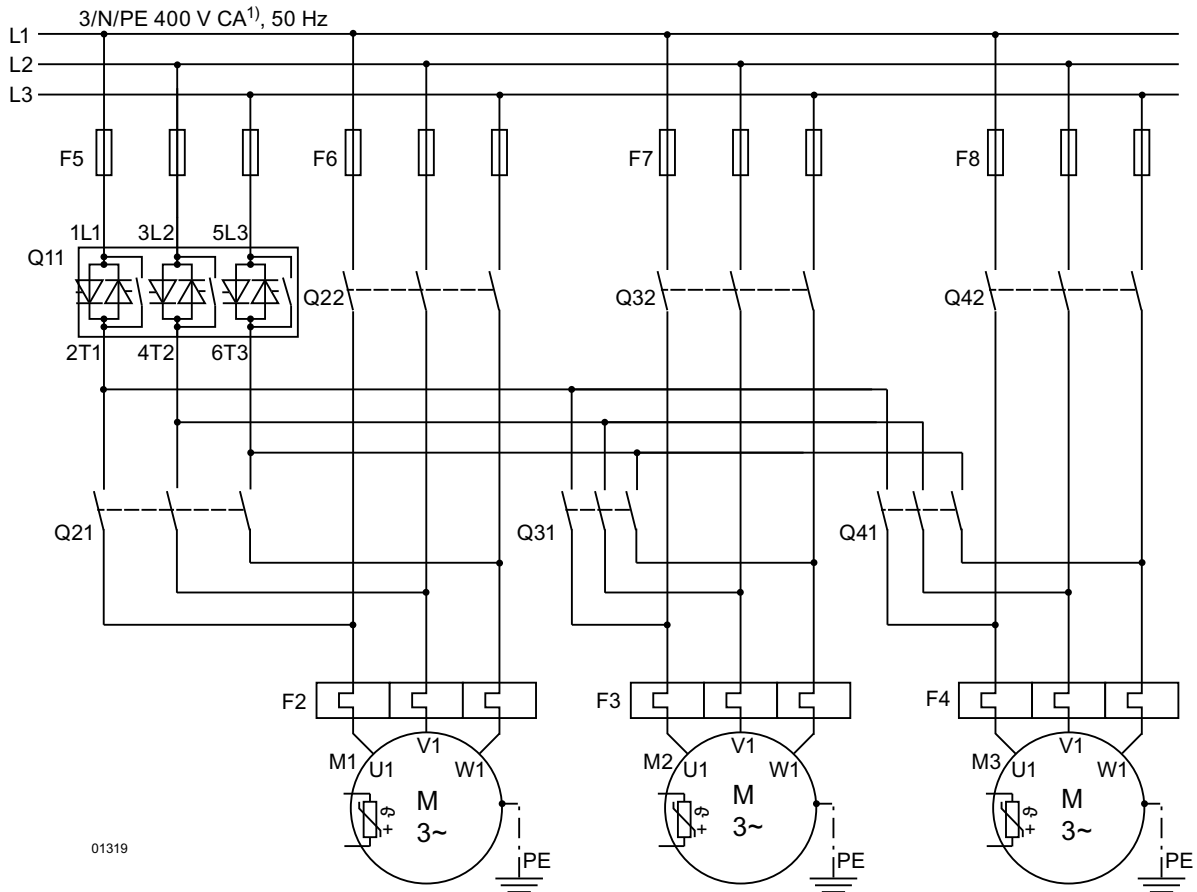 3/N/PE 400 V CA1), 50 Hz
L1
L2
L3
F5
F6
F7
F8
1L1 3L2 5L3
Q11
Q22
Q32
Q42
2T1 4T2 6T3
Q21
Q31
Q41
F2
F3
F4
M1
U1
V1
W1
M
3~
ϑ
+
PE
M2
U1
V1
W1
M
3~
ϑ
+
PE
M3
U1
V1
W1
M
3~
ϑ
+
PE
01319